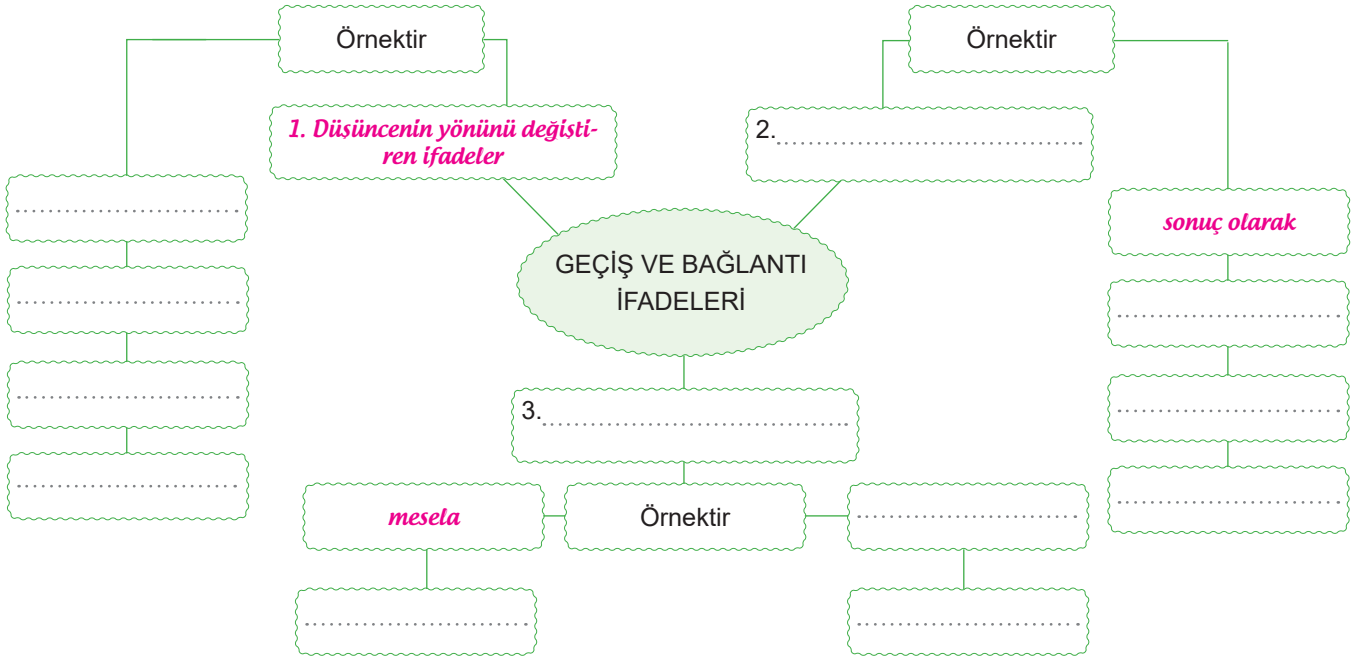 Örnektir
Örnektir
1. Düşüncenin yönünü değişti-
ren ifadeler
2. ........................................
........................
sonuç olarak
GEÇİŞ VE BAĞLANTI
İFADELERİ
........................
........................
........................
........................
3. ........................................
........................
........................
mesela
Örnektir
........................
........................
........................